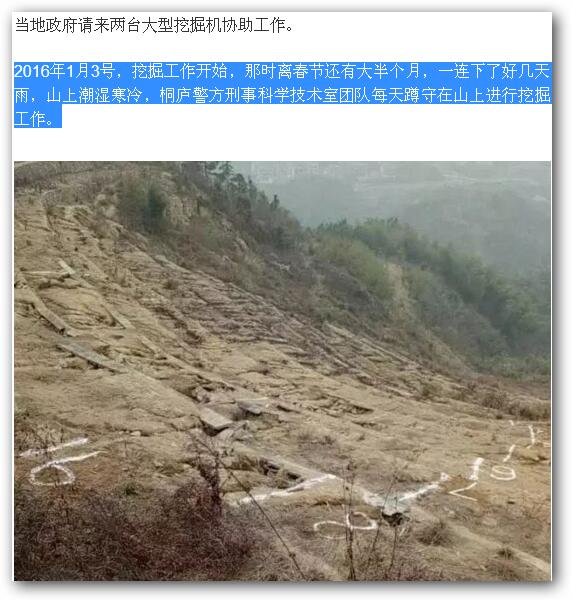 当地政府请来两台大型挖掘机协助工作。
2016年1月3号，挖掘工作开始，那时离春节还有大半个月，一连下了好几天
雨，山上潮湿寒冷，桐庐警方刑事科学技术室团队每天蹲守在山上进行挖掘
工作。